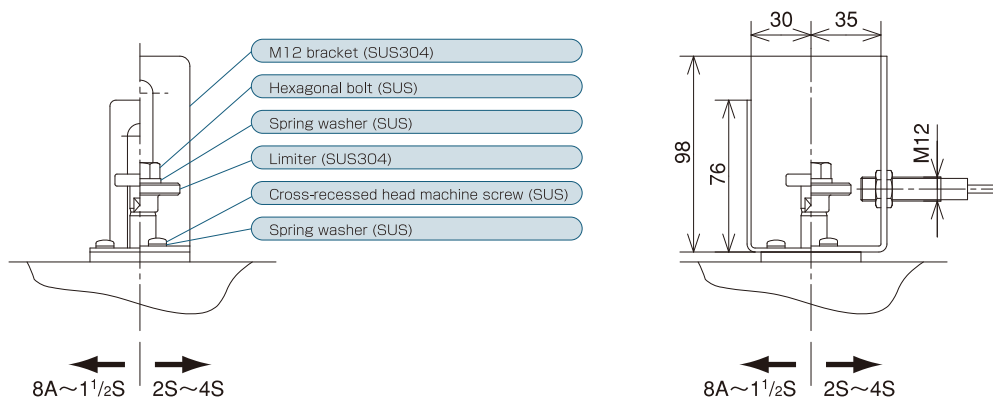 M12 bracket (SUS304)
Hexagonal bolt (SUS)
Spring washer (SUS)
Limiter (SUS304)
Cross-recessed head machine screw (SUS)
Spring washer (SUS)
8A～1¹/₂S 2S～4S
30 35
98
76
M12
8A～1¹/₂S 2S～4S